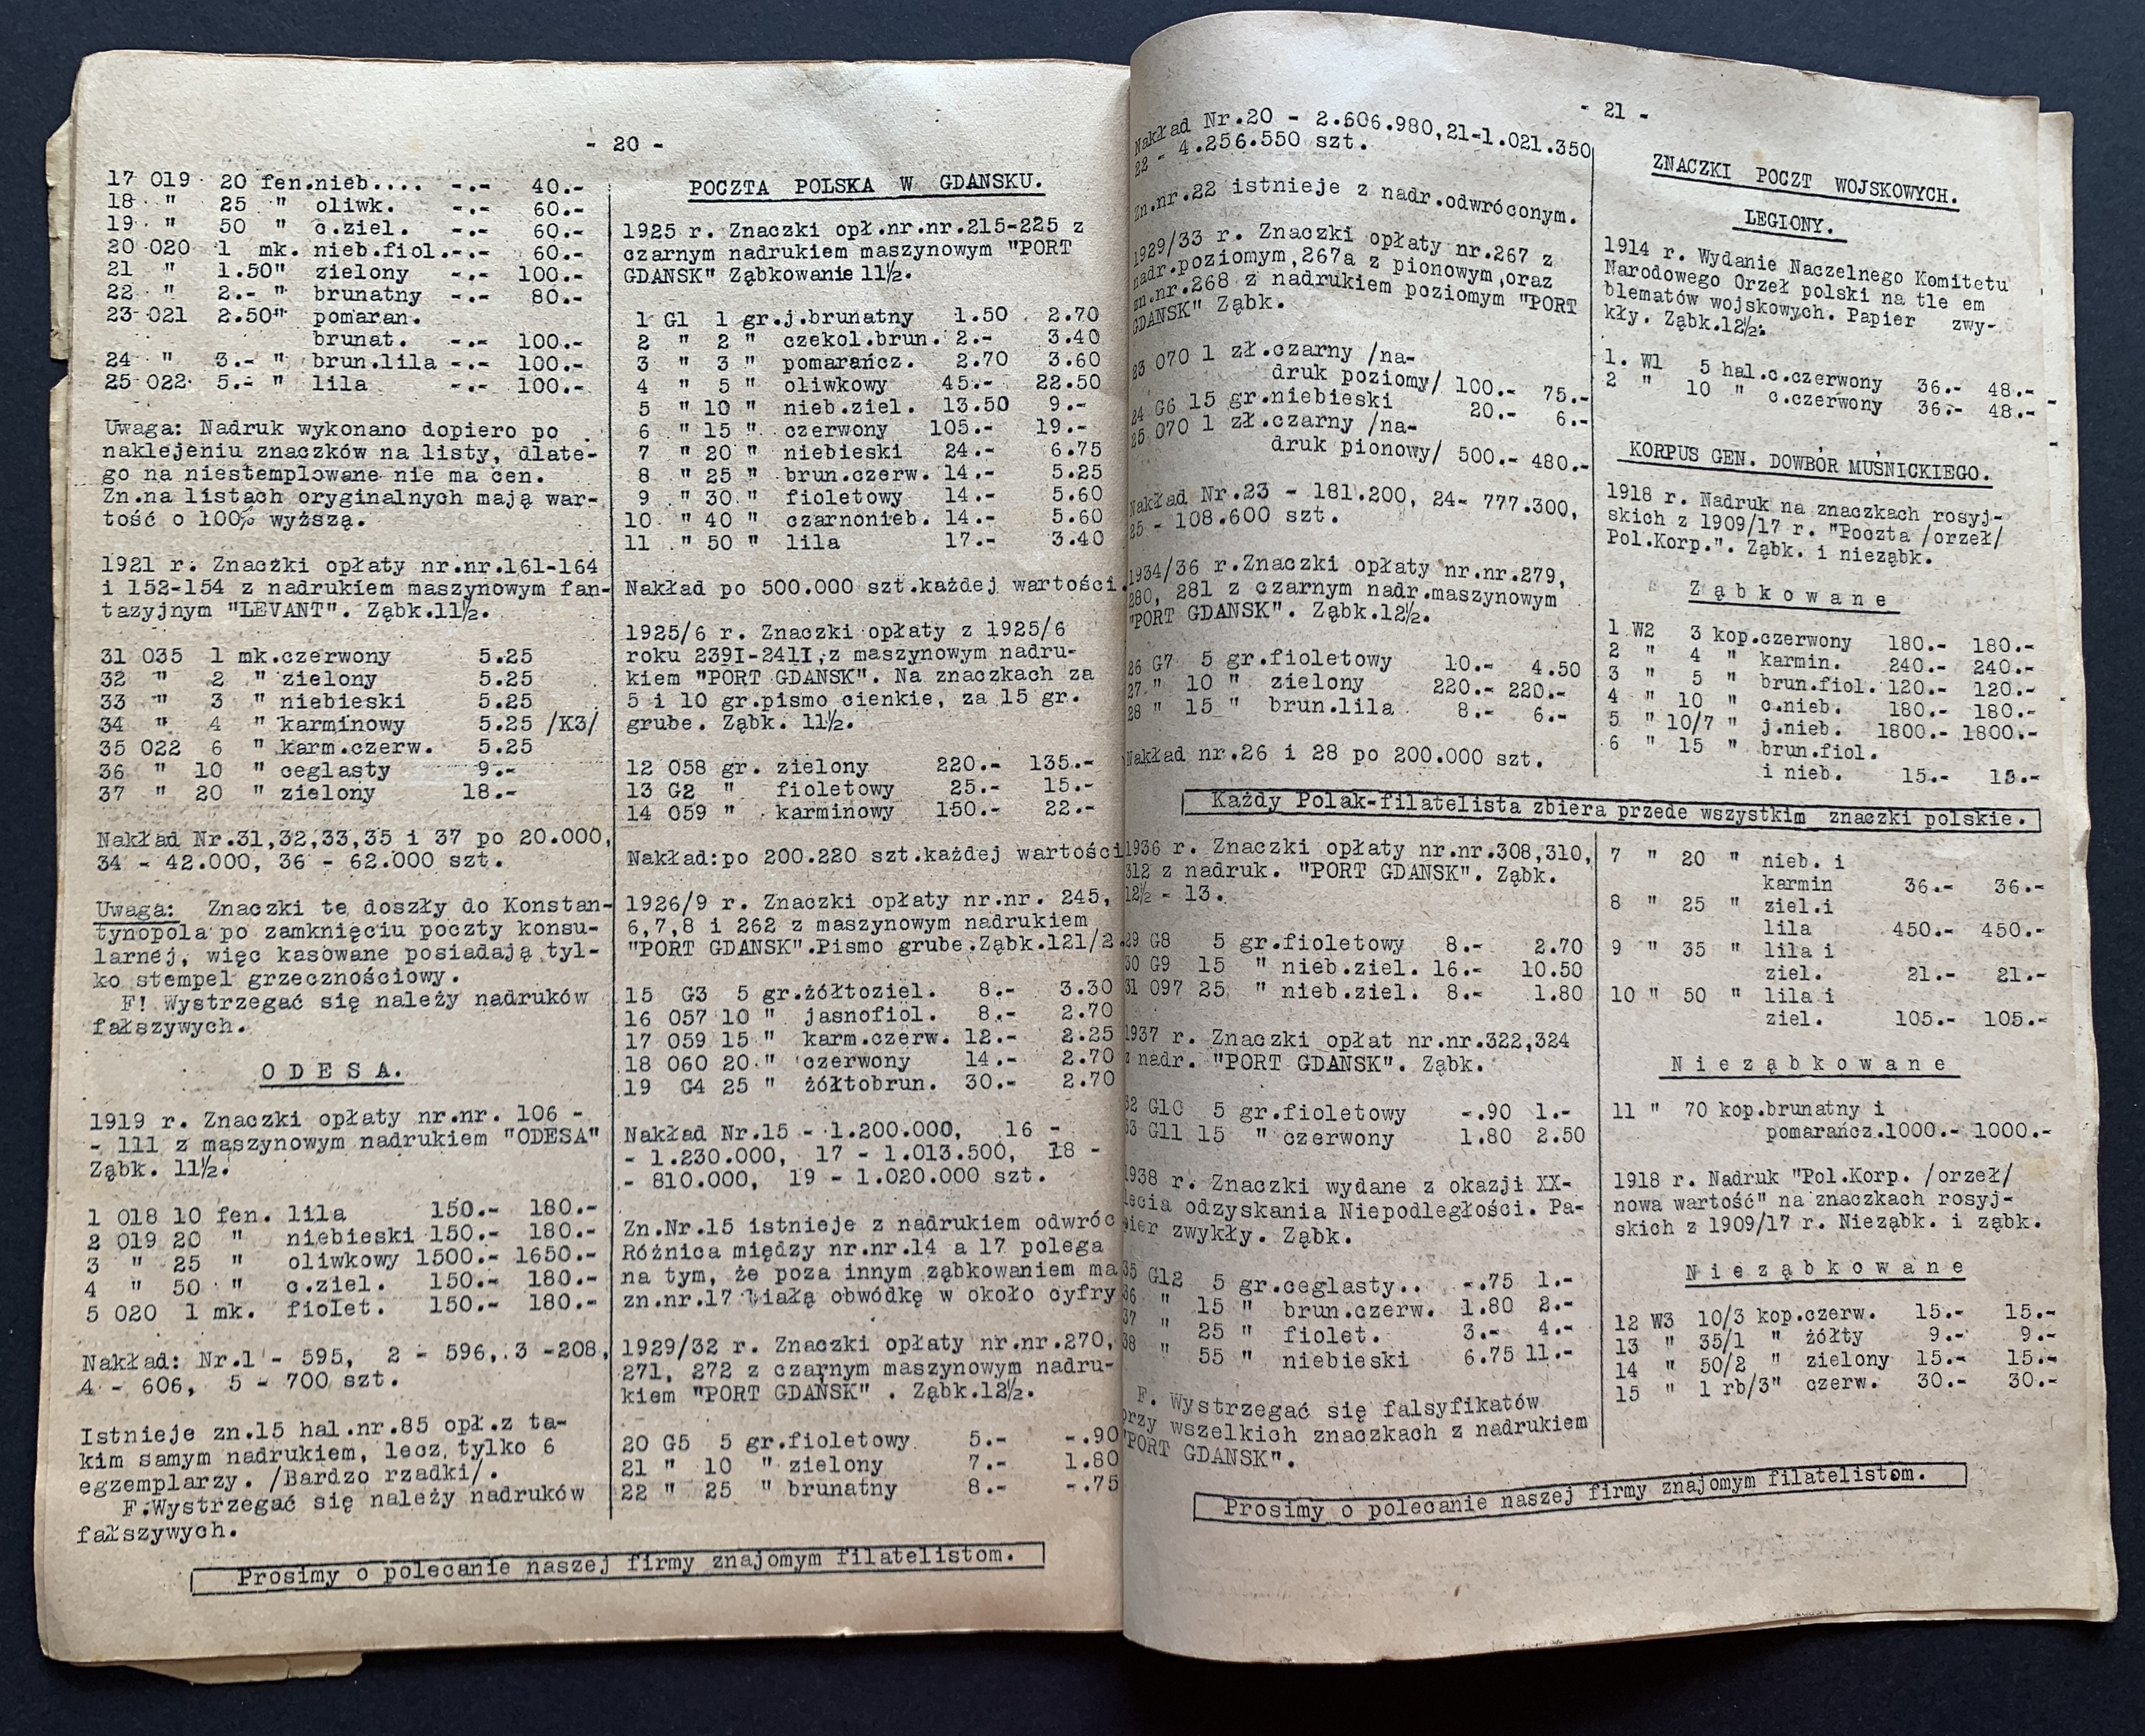 - 20 -
17 019 20 fen.nieb.... -.- 40.-
18 " 25 " oliwk. -.- 60.-
19 " 50 " c.ziel. -.- 60.-
20 020 1 mk. nieb.fiol.-.- 60.-
21 " 1.50" zielony -.- 100.-
22 " 2.- " brunatny -.- 80.-
23 021 2.50" pomaran.
brunat. -.- 100.-
24 " 3.- " brun.lila -.- 100.-
25 022 5.- " lila -.- 100.-
Uwaga: Nadruk wykonano dopiero po
naklejeniu znaczków na listy, dlate-
go na niestemplowane nie ma cen.
Zn.na listach oryginalnych mają war-
tość o 100% wyższą.
1921 r. Znaczki opłaty nr.nr.161-164
i 152-154 z nadrukiem maszynowym fan-
tazyjnym "LEVANT". Ząbk.11½.
31 035 1 mk.czerwony 5.25
32 " 2 " zielony 5.25
33 " 3 " niebieski 5.25
34 " 4 " karminowy 5.25 /K3/
35 022 6 " karm.czerw. 5.25
36 " 10 " ceglasty 9.-
37 " 20 " zielony 18.-
Nakład Nr.31,32,33,35 i 37 po 20.000,
34 - 42.000, 36 - 62.000 szt.
Uwaga: Znaczki te doszły do Konstan-
tynopola po zamknięciu poczty konsu-
larnej, więc kasowane posiadają tyl-
ko stempel grzecznościowy.
F! Wystrzegać się należy nadruków
fałszywych.
O D E S A.
1919 r. Znaczki opłaty nr.nr. 106 -
- 111 z maszynowym nadrukiem "ODESA"
Ząbk. 11½.
1 018 10 fen. lila 150.- 180.-
2 019 20 " niebieski 150.- 180.-
3 " 25 " oliwkowy 1500.- 1650.-
4 " 50 " c.ziel. 150.- 180.-
5 020 1 mk. fiolet. 150.- 180.-
Nakład: Nr.1 - 595, 2 - 596, 3 -208,
4 - 606, 5 - 700 szt.
Istnieje zn.15 hal.nr.85 opł.z ta-
kim samym nadrukiem, lecz tylko 6
egzemplarzy. /Bardzo rzadki/.
F.Wystrzegać się należy nadruków
fałszywych.
POCZTA POLSKA W GDANSKU.
1925 r. Znaczki opł.nr.nr.215-225 z
czarnym nadrukiem maszynowym "PORT
GDANSK" Ząbkowanie 11½.
1 G1 1 gr.j.brunatny 1.50 2.70
2 " 2 " czekol.brun. 2.- 3.40
3 " 3 " pomarańcz. 2.70 3.60
4 " 5 " oliwkowy 45.- 22.50
5 " 10 " nieb.ziel. 13.50 9.-
6 " 15 " czerwony 105.- 19.-
7 " 20 " niebieski 24.- 6.75
8 " 25 " brun.czerw. 14.- 5.25
9 " 30 " fioletowy 14.- 5.60
10 " 40 " czarnonieb. 14.- 5.60
11 " 50 " lila 17.- 3.40
Nakład po 500.000 szt.każdej wartości.
1925/6 r. Znaczki opłaty z 1925/6
roku 239I-241I, z maszynowym nadru-
kiem "PORT GDANSK". Na znaczkach za
5 i 10 gr.pismo cienkie, za 15 gr.
grube. Ząbk. 11½.
12 058 gr. zielony 220.- 135.-
13 G2 " fioletowy 25.- 15.-
14 059 " karminowy 150.- 22.-
Nakład:po 200.220 szt.każdej wartości
1926/9 r. Znaczki opłaty nr.nr. 245,
6,7,8 i 262 z maszynowym nadrukiem
"PORT GDANSK".Pismo grube.Ząbk.121/2.
15 G3 5 gr.żółtoziel. 8.- 3.30
16 057 10 " jasnofiol. 8.- 2.70
17 059 15 " karm.czerw. 12.- 2.25
18 060 20 " czerwony 14.- 2.70
19 G4 25 " żółtobrun. 30.- 2.70
Nakład Nr.15 - 1.200.000, 16 -
- 1.230.000, 17 - 1.013.500, 18 -
- 810.000, 19 - 1.020.000 szt.
Zn.Nr.15 istnieje z nadrukiem odwróc
Różnica między nr.nr.14 a 17 polega
na tym, że poza innym ząbkowaniem ma
zn.nr.17 białą obwódkę w około cyfry
1929/32 r. Znaczki opłaty nr.nr.270,
271, 272 z czarnym maszynowym nadru-
kiem "PORT GDAŃSK" . Ząbk.12½.
20 G5 5 gr.fioletowy 5.- -.90
21 " 10 " zielony 7.- 1.80
22 " 25 " brunatny 8.- -.75
Prosimy o polecanie naszej firmy znajomym filatelistom.
- 21 -
Nakład Nr.20 - 2.606.980,21-1.021.350
22 - 4.256.550 szt.
Zn.nr.22 istnieje z nadr.odwróconym.
1929/33 r. Znaczki opłaty nr.267 z
nadr.poziomym,267a z pionowym,oraz
zn.nr.268 z nadrukiem poziomym "PORT
GDANSK" Ząbk.
23 070 1 zł.czarny /na-
druk poziomy/ 100.- 75.-
24 G6 15 gr.niebieski 20.- 6.-
25 070 1 zł.czarny /na-
druk pionowy/ 500.- 480.-
Nakład Nr.23 - 181.200, 24- 777.300,
25 - 108.600 szt.
1934/36 r.Znaczki opłaty nr.nr.279,
280, 281 z czarnym nadr.maszynowym
"PORT GDANSK". Ząbk.12½.
26 G7 5 gr.fioletowy 10.- 4.50
27 " 10 " zielony 220.- 220.-
28 " 15 " brun.lila 8.- 6.-
Nakład nr.26 i 28 po 200.000 szt.
ZNACZKI POCZT WOJSKOWYCH.
LEGIONY.
1914 r. Wydanie Naczelnego Komitetu
Narodowego Orzeł polski na tle em
blematów wojskowych. Papier zwy-
kły. Ząbk.12½.
1. W1 5 hal.c.czerwony 36.- 48.-
2 " 10 " c.czerwony 36.- 48.-
KORPUS GEN. DOWBÓR MUŚNICKIEGO.
1918 r. Nadruk na znaczkach rosyj-
skich z 1909/17 r. "Poczta /orzeł/
Pol.Korp.". Ząbk. i nieząbk.
Z ą b k o w a n e
1 W2 3 kop.czerwony 180.- 180.-
2 " 4 " karmin. 240.- 240.-
3 " 5 " brun.fiol. 120.- 120.-
4 " 10 " c.nieb. 180.- 180.-
5 " 10/7 " j.nieb. 1800.- 1800.-
6 " 15 " brun.fiol.
i nieb. 15.- 15.-
Każdy Polak-filatelista zbiera przede wszystkim znaczki polskie.
1936 r. Znaczki opłaty nr.nr.308,310,
312 z nadruk. "PORT GDANSK". Ząbk.
12½ - 13.
29 G8 5 gr.fioletowy 8.- 2.70
30 G9 15 " nieb.ziel. 16.- 10.50
31 097 25 " nieb.ziel. 8.- 1.80
1937 r. Znaczki opłat nr.nr.322,324
z nadr. "PORT GDAŃSK". Ząbk.
32 G10 5 gr.fioletowy -.90 1.-
33 G11 15 " czerwony 1.80 2.50
1938 r. Znaczki wydane z okazji XX-
lecia odzyskania Niepodległości. Pa-
pier zwykły. Ząbk.
35 G12 5 gr.ceglasty.. -.75 1.-
36 " 15 " brun.czerw. 1.80 2.-
37 " 25 " fiolet. 3.- 4.-
38 " 55 " niebieski 6.75 11.-
F. Wystrzegać się falsyfikatów
przy wszelkich znaczkach z nadrukiem
"PORT GDANSK".
7 " 20 " nieb. i
karmin 36.- 36.-
8 " 25 " ziel.i
lila 450.- 450.-
9 " 35 " lila i
ziel. 21.- 21.-
10 " 50 " lila i
ziel. 105.- 105.-
N i e z ą b k o w a n e
11 " 70 kop.brunatny i
pomarańcz.1000.- 1000.-
1918 r. Nadruk "Pol.Korp. /orzeł/
nowa wartość" na znaczkach rosyj-
skich z 1909/17 r. Nieząbk. i ząbk.
N i e z ą b k o w a n e
12 W3 10/3 kop.czerw. 15.- 15.-
13 " 35/1 " żółty 9.- 9.-
14 " 50/2 " zielony 15.- 15.-
15 " 1 rb/3" czerw. 30.- 30.-
Prosimy o polecanie naszej firmy znajomym filatelistom.